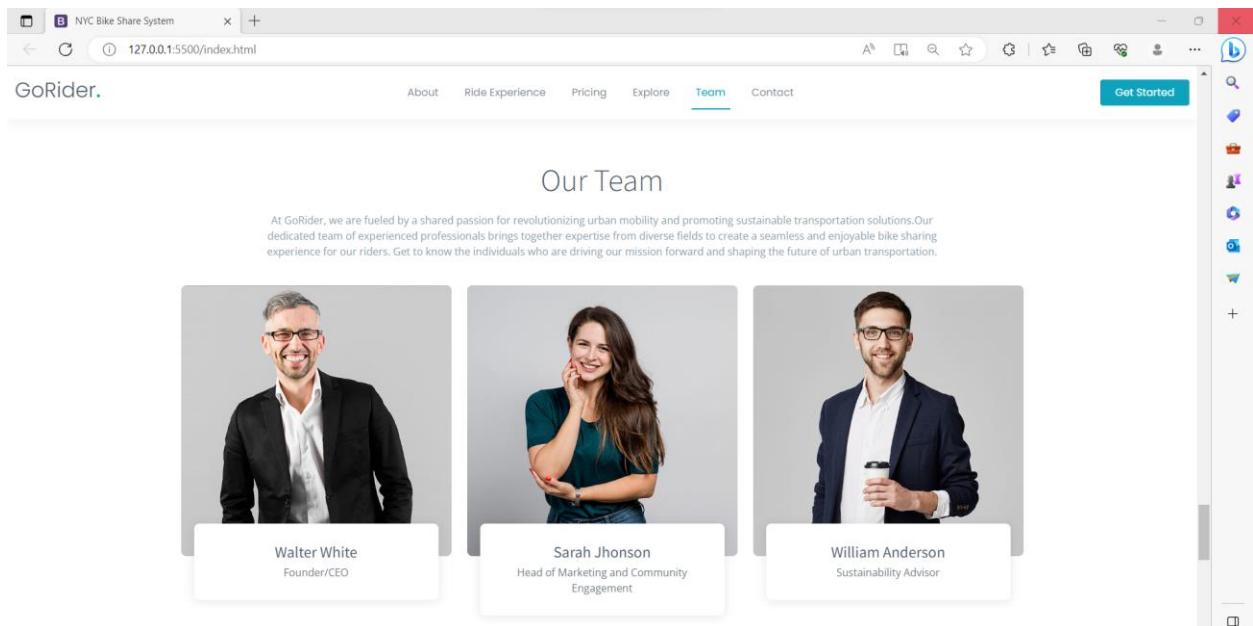 NYC Bike Share System
127.0.0.1:5500/index.html
GoRider.
About Ride Experience Pricing Explore Team Contact
Get Started
Our Team
At GoRider, we are fueled by a shared passion for revolutionizing urban mobility and promoting sustainable transportation solutions.Our
dedicated team of experienced professionals brings together expertise from diverse fields to create a seamless and enjoyable bike sharing
experience for our riders. Get to know the individuals who are driving our mission forward and shaping the future of urban transportation.
Walter White
Founder/CEO
Sarah Jhonson
Head of Marketing and Community
Engagement
William Anderson
Sustainability Advisor